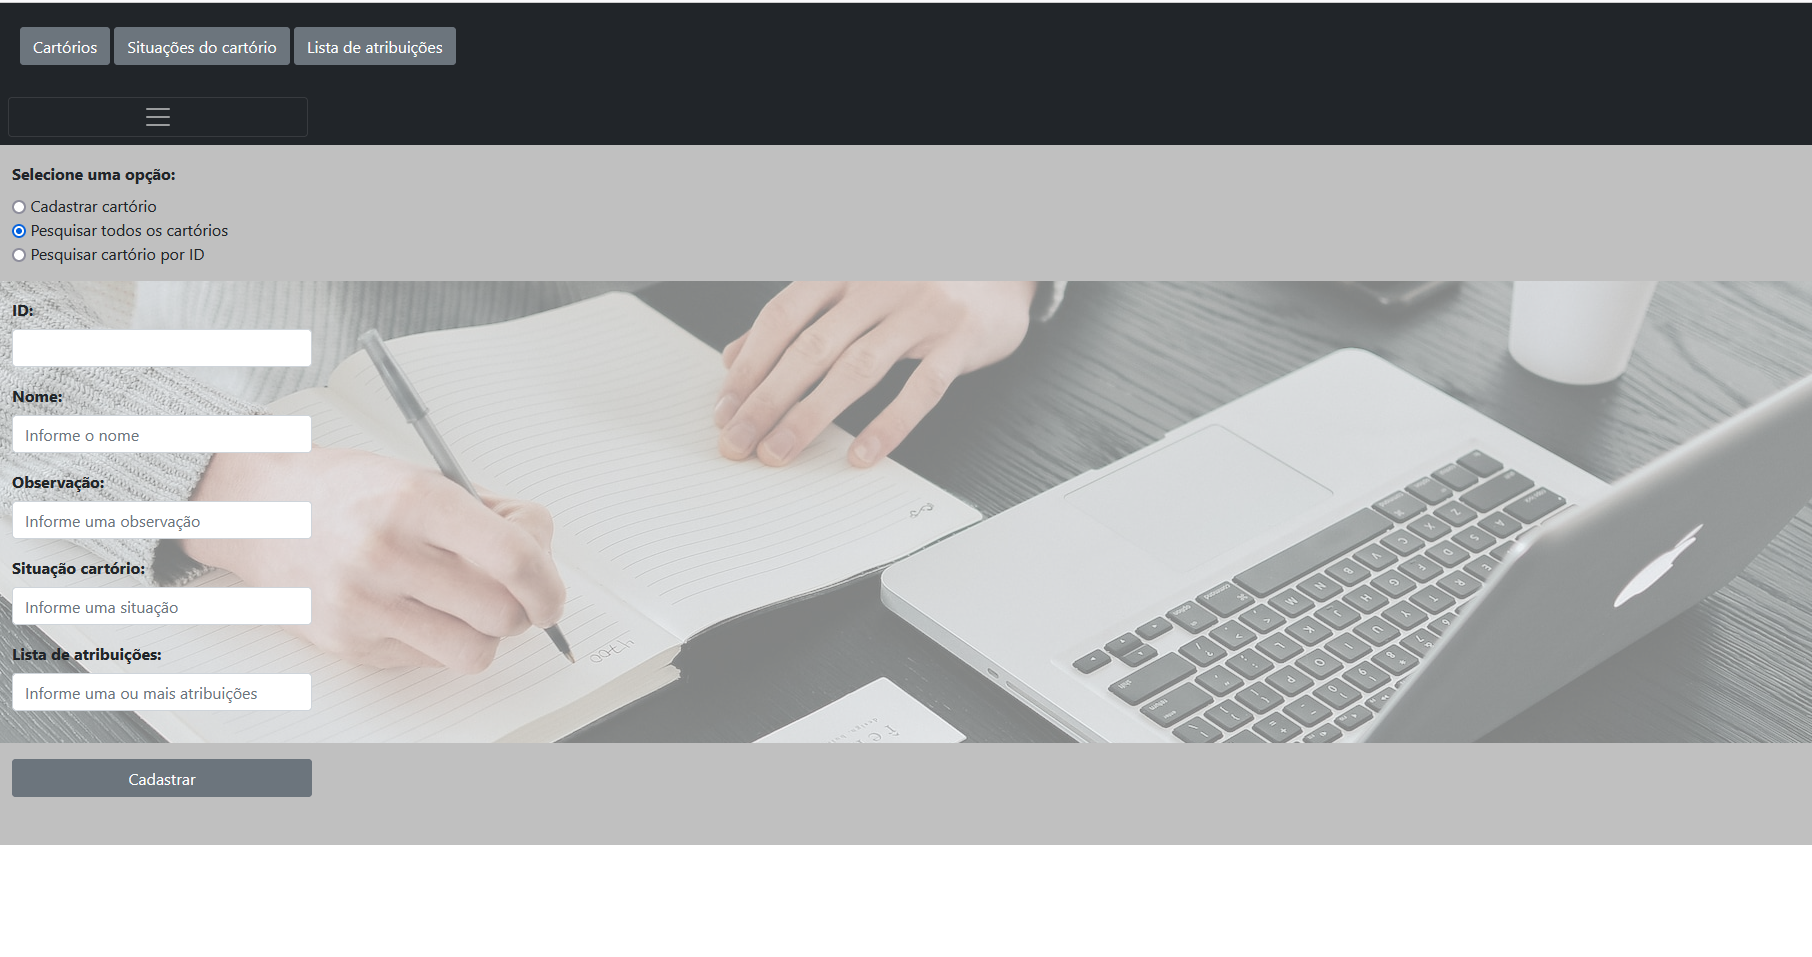 Cartórios
Situações do cartório
Lista de atribuições
Selecione uma opção:
Cadastrar cartório
Pesquisar todos os cartórios
Pesquisar cartório por ID
ID:
Nome:
Informe o nome
Observação:
Informe uma observação
Situação cartório:
Informe uma situação
Lista de atribuições:
Informe uma ou mais atribuições
Cadastrar